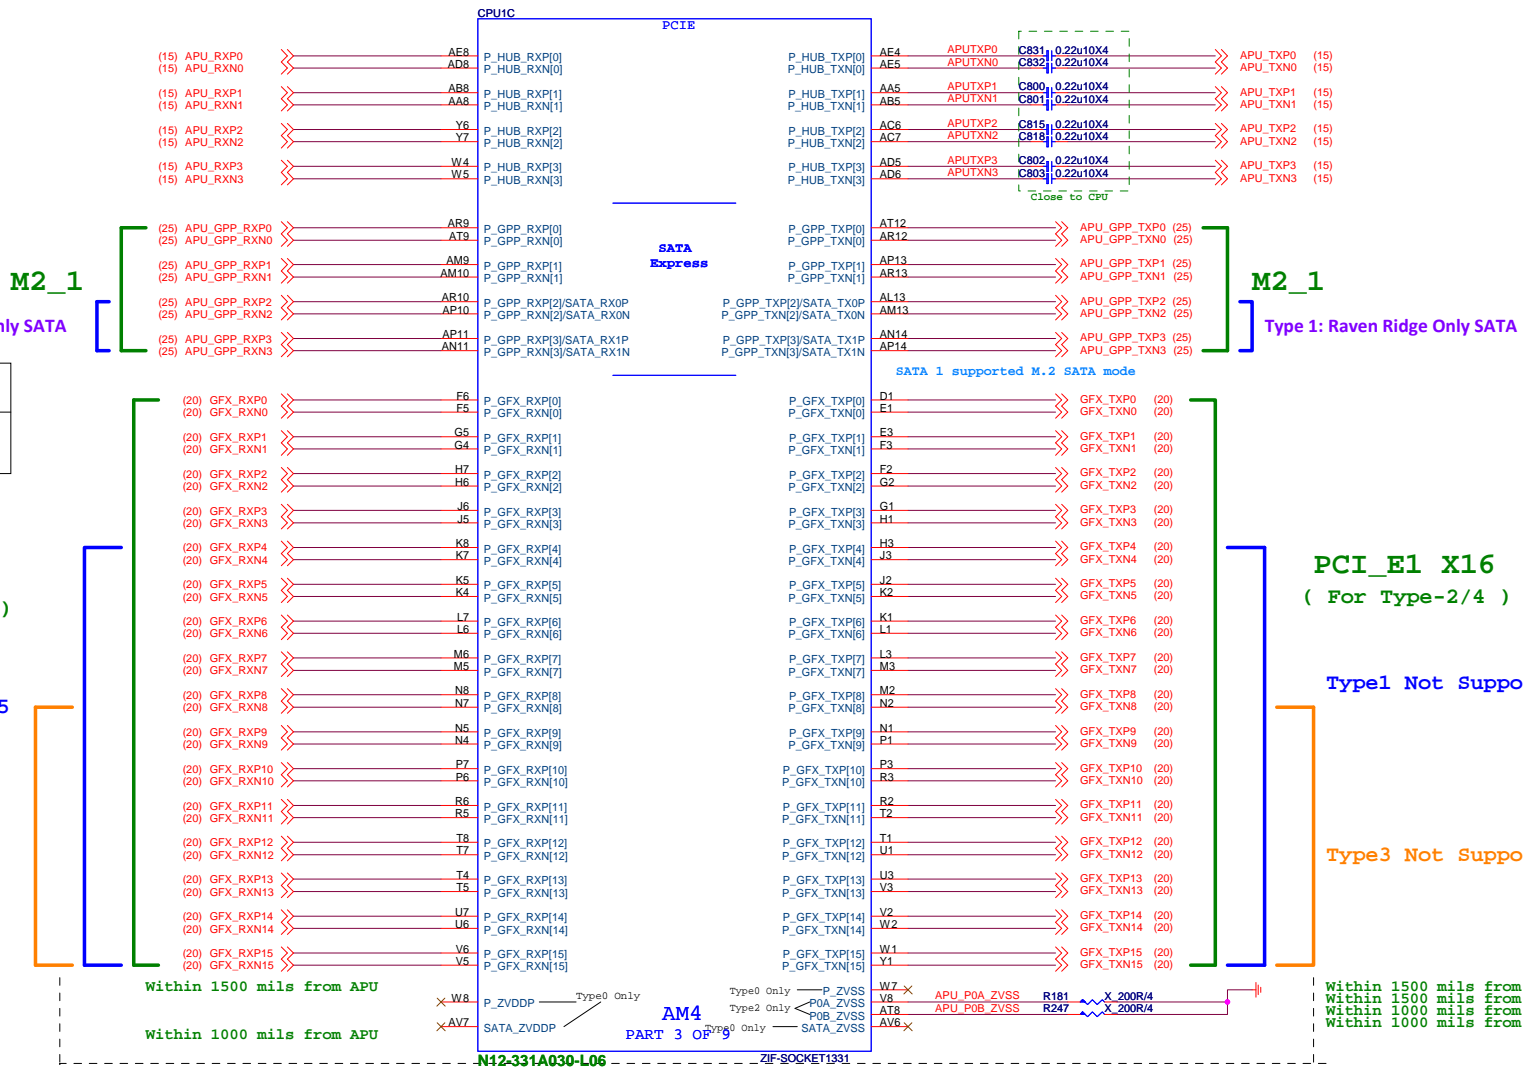 CPU1C
PCIE
(15) APU_RXP0 AE8 P_HUB_RXP[0] P_HUB_TXP[0] AE4 APUTXP0 C831 0.22u10X4 APU_TXP0 (15)
(15) APU_RXN0 AD8 P_HUB_RXN[0] P_HUB_TXN[0] AE5 APUTXN0 C832 0.22u10X4 APU_TXN0 (15)
(15) APU_RXP1 AB8 P_HUB_RXP[1] P_HUB_TXP[1] AA5 APUTXP1 C800 0.22u10X4 APU_TXP1 (15)
(15) APU_RXN1 AA8 P_HUB_RXN[1] P_HUB_TXN[1] AB5 APUTXN1 C801 0.22u10X4 APU_TXN1 (15)
(15) APU_RXP2 Y6 P_HUB_RXP[2] P_HUB_TXP[2] AC6 APUTXP2 C815 0.22u10X4 APU_TXP2 (15)
(15) APU_RXN2 Y7 P_HUB_RXN[2] P_HUB_TXN[2] AC7 APUTXN2 C818 0.22u10X4 APU_TXN2 (15)
(15) APU_RXP3 W4 P_HUB_RXP[3] P_HUB_TXP[3] AD5 APUTXP3 C802 0.22u10X4 APU_TXP3 (15)
(15) APU_RXN3 W5 P_HUB_RXN[3] P_HUB_TXN[3] AD6 APUTXN3 C803 0.22u10X4 APU_TXN3 (15)
Close to CPU
(25) APU_GPP_RXP0 AR9 P_GPP_RXP[0] P_GPP_TXP[0] AT12 APU_GPP_TXP0 (25)
(25) APU_GPP_RXN0 AT9 P_GPP_RXN[0] P_GPP_TXN[0] AR12 APU_GPP_TXN0 (25)
SATA
Express
(25) APU_GPP_RXP1 AM9 P_GPP_RXP[1] P_GPP_TXP[1] AP13 APU_GPP_TXP1 (25)
(25) APU_GPP_RXN1 AM10 P_GPP_RXN[1] P_GPP_TXN[1] AR13 APU_GPP_TXN1 (25)
M2_1 M2_1
(25) APU_GPP_RXP2 AR10 P_GPP_RXP[2]/SATA_RX0P P_GPP_TXP[2]/SATA_TX0P AL13 APU_GPP_TXP2 (25)
(25) APU_GPP_RXN2 AP10 P_GPP_RXN[2]/SATA_RX0N P_GPP_TXN[2]/SATA_TX0N AM13 APU_GPP_TXN2 (25)
nly SATA Type 1: Raven Ridge Only SATA
(25) APU_GPP_RXP3 AP11 P_GPP_RXP[3]/SATA_RX1P P_GPP_TXP[3]/SATA_TX1P AN14 APU_GPP_TXP3 (25)
(25) APU_GPP_RXN3 AN11 P_GPP_RXN[3]/SATA_RX1N P_GPP_TXN[3]/SATA_TX1N AP14 APU_GPP_TXN3 (25)
SATA 1 supported M.2 SATA mode
(20) GFX_RXP0 F6 P_GFX_RXP[0] P_GFX_TXP[0] D1 GFX_TXP0 (20)
(20) GFX_RXN0 F5 P_GFX_RXN[0] P_GFX_TXN[0] E1 GFX_TXN0 (20)
(20) GFX_RXP1 G5 P_GFX_RXP[1] P_GFX_TXP[1] E3 GFX_TXP1 (20)
(20) GFX_RXN1 G4 P_GFX_RXN[1] P_GFX_TXN[1] F3 GFX_TXN1 (20)
(20) GFX_RXP2 H7 P_GFX_RXP[2] P_GFX_TXP[2] F2 GFX_TXP2 (20)
(20) GFX_RXN2 H6 P_GFX_RXN[2] P_GFX_TXN[2] G2 GFX_TXN2 (20)
(20) GFX_RXP3 J6 P_GFX_RXP[3] P_GFX_TXP[3] G1 GFX_TXP3 (20)
(20) GFX_RXN3 J5 P_GFX_RXN[3] P_GFX_TXN[3] H1 GFX_TXN3 (20)
(20) GFX_RXP4 K8 P_GFX_RXP[4] P_GFX_TXP[4] H3 GFX_TXP4 (20)
(20) GFX_RXN4 K7 P_GFX_RXN[4] P_GFX_TXN[4] J3 GFX_TXN4 (20)
PCI_E1 X16
(20) GFX_RXP5 K5 P_GFX_RXP[5] P_GFX_TXP[5] J2 GFX_TXP5 (20)
(20) GFX_RXN5 K4 P_GFX_RXN[5] P_GFX_TXN[5] K2 GFX_TXN5 (20)
) ( For Type-2/4 )
(20) GFX_RXP6 L7 P_GFX_RXP[6] P_GFX_TXP[6] K1 GFX_TXP6 (20)
(20) GFX_RXN6 L6 P_GFX_RXN[6] P_GFX_TXN[6] L1 GFX_TXN6 (20)
(20) GFX_RXP7 M6 P_GFX_RXP[7] P_GFX_TXP[7] L3 GFX_TXP7 (20)
(20) GFX_RXN7 M5 P_GFX_RXN[7] P_GFX_TXN[7] M3 GFX_TXN7 (20)
Type1 Not Suppo
(20) GFX_RXP8 N8 P_GFX_RXP[8] P_GFX_TXP[8] M2 GFX_TXP8 (20)
(20) GFX_RXN8 N7 P_GFX_RXN[8] P_GFX_TXN[8] N2 GFX_TXN8 (20)
5
(20) GFX_RXP9 N5 P_GFX_RXP[9] P_GFX_TXP[9] N1 GFX_TXP9 (20)
(20) GFX_RXN9 N4 P_GFX_RXN[9] P_GFX_TXN[9] P1 GFX_TXN9 (20)
(20) GFX_RXP10 P7 P_GFX_RXP[10] P_GFX_TXP[10] P3 GFX_TXP10 (20)
(20) GFX_RXN10 P6 P_GFX_RXN[10] P_GFX_TXN[10] R3 GFX_TXN10 (20)
(20) GFX_RXP11 R6 P_GFX_RXP[11] P_GFX_TXP[11] R2 GFX_TXP11 (20)
(20) GFX_RXN11 R5 P_GFX_RXN[11] P_GFX_TXN[11] T2 GFX_TXN11 (20)
(20) GFX_RXP12 T8 P_GFX_RXP[12] P_GFX_TXP[12] T1 GFX_TXP12 (20)
(20) GFX_RXN12 T7 P_GFX_RXN[12] P_GFX_TXN[12] U1 GFX_TXN12 (20)
Type3 Not Suppo
(20) GFX_RXP13 T4 P_GFX_RXP[13] P_GFX_TXP[13] U3 GFX_TXP13 (20)
(20) GFX_RXN13 T5 P_GFX_RXN[13] P_GFX_TXN[13] V3 GFX_TXN13 (20)
(20) GFX_RXP14 U7 P_GFX_RXP[14] P_GFX_TXP[14] V2 GFX_TXP14 (20)
(20) GFX_RXN14 U6 P_GFX_RXN[14] P_GFX_TXN[14] W2 GFX_TXN14 (20)
(20) GFX_RXP15 V6 P_GFX_RXP[15] P_GFX_TXP[15] W1 GFX_TXP15 (20)
(20) GFX_RXN15 V5 P_GFX_RXN[15] P_GFX_TXN[15] Y1 GFX_TXN15 (20)
Within 1500 mils from APU Type0 Only P_ZVSS W7 Within 1500 mils from
W8 P_ZVDDP Type0 Only P0A_ZVSS V8 APU_P0A_ZVSS R181 X_200R/4 Within 1500 mils from
Type2 Only P0B_ZVSS AT8 APU_P0B_ZVSS R247 X_200R/4 Within 1000 mils from
AV7 SATA_ZVDDP Type0 Only SATA_ZVSS AV6 Within 1000 mils from
Within 1000 mils from APU
AM4
PART 3 OF 9
N12-331A030-L06 ZIF-SOCKET1331